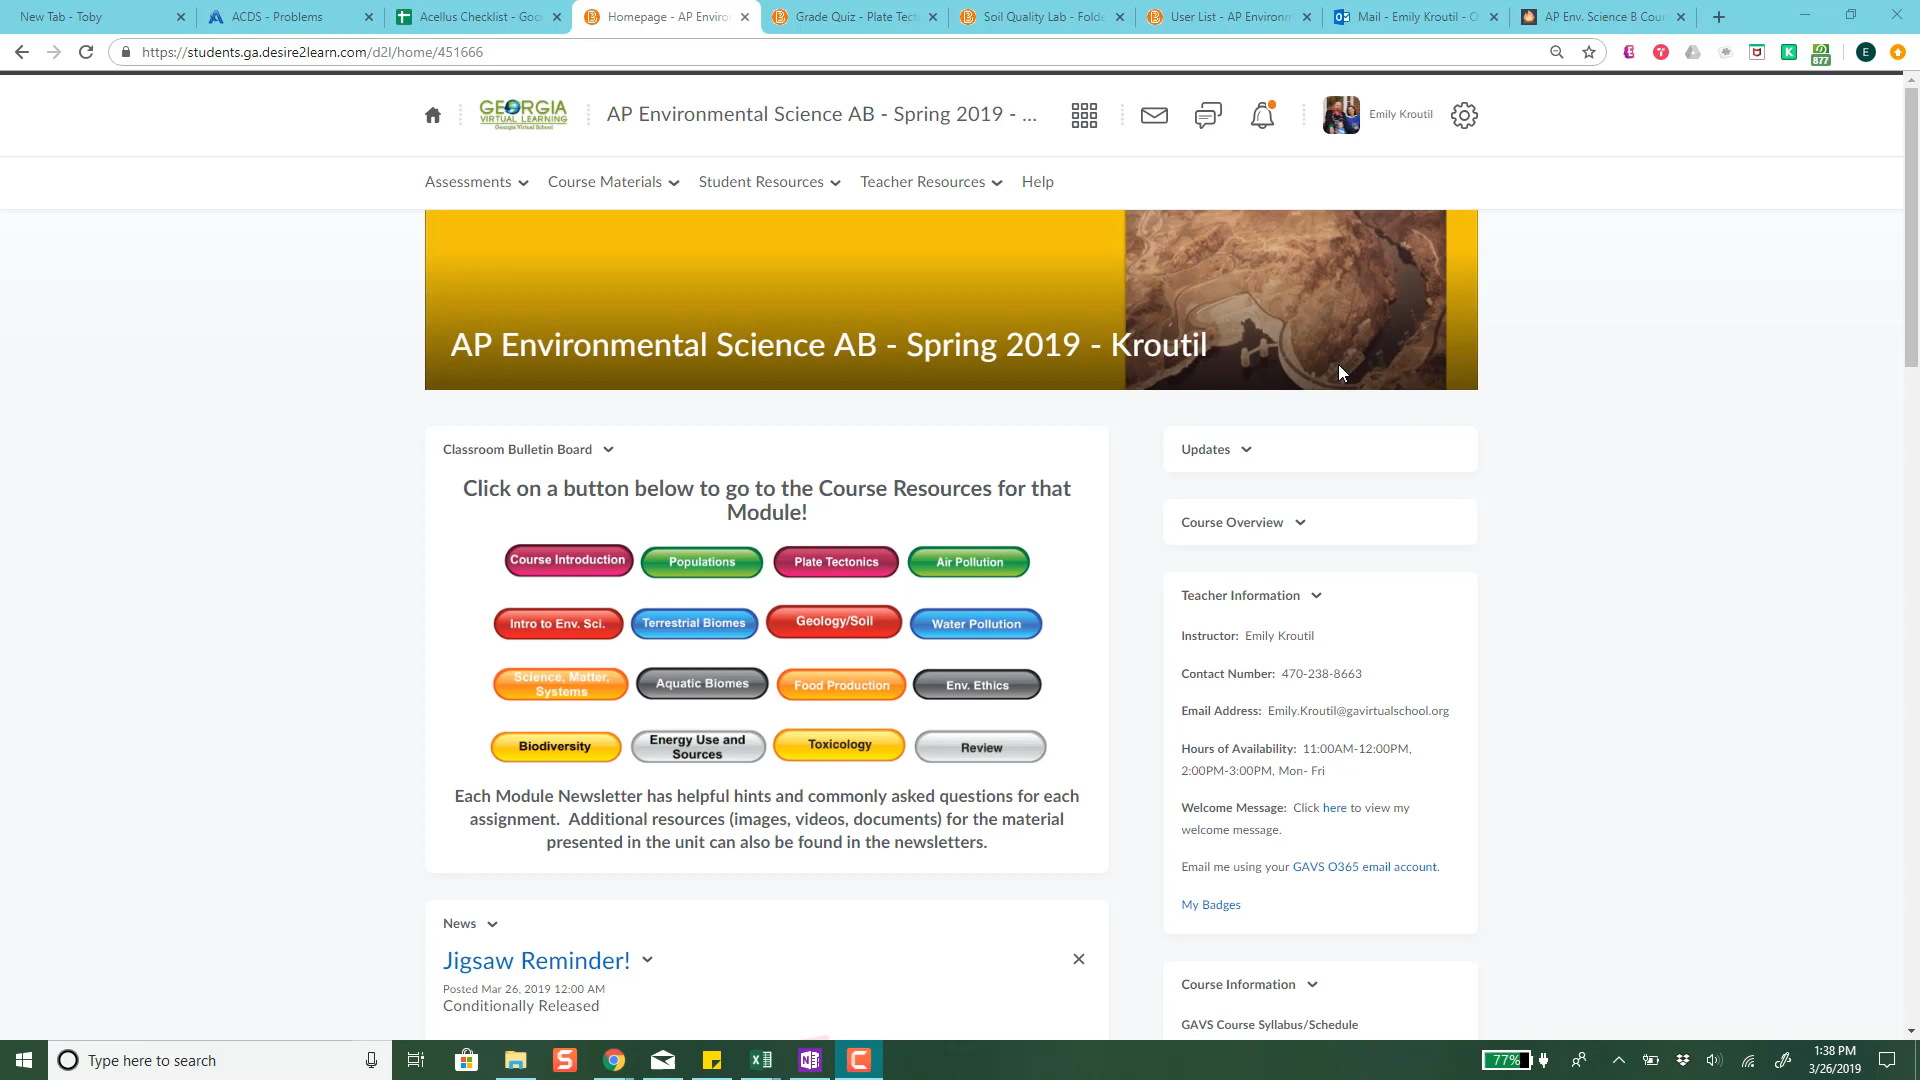 New Tab - Toby
ACDS - Problems
Acellus Checklist - Goo
Homepage - AP Enviro
Grade Quiz - Plate Tect
Soil Quality Lab - Folde
User List - AP Environm
Mail - Emily Kroutil - O
AP Env. Science B Cour
https://students.ga.desire2learn.com/d2l/home/451666
877
E
GEORGIA
VIRTUAL LEARNING
Georgia Virtual School
AP Environmental Science AB - Spring 2019 - ...
Emily Kroutil
Assessments
Course Materials
Student Resources
Teacher Resources
Help
AP Environmental Science AB - Spring 2019 - Kroutil
Classroom Bulletin Board
Click on a button below to go to the Course Resources for that
Module!
Course Introduction
Populations
Plate Tectonics
Air Pollution
Intro to Env. Sci.
Terrestrial Biomes
Geology/Soil
Water Pollution
Science, Matter,
Systems
Aquatic Biomes
Food Production
Env. Ethics
Biodiversity
Energy Use and
Sources
Toxicology
Review
Each Module Newsletter has helpful hints and commonly asked questions for each
assignment. Additional resources (images, videos, documents) for the material
presented in the unit can also be found in the newsletters.
News
Jigsaw Reminder!
Posted Mar 26, 2019 12:00 AM
Conditionally Released
Updates
Course Overview
Teacher Information
Instructor: Emily Kroutil
Contact Number: 470-238-8663
Email Address: Emily.Kroutil@gavirtualschool.org
Hours of Availability: 11:00AM-12:00PM,
2:00PM-3:00PM, Mon- Fri
Welcome Message: Click here to view my
welcome message.
Email me using your GAVS O365 email account.
My Badges
Course Information
GAVS Course Syllabus/Schedule
Type here to search
77%
1:38 PM
3/26/2019